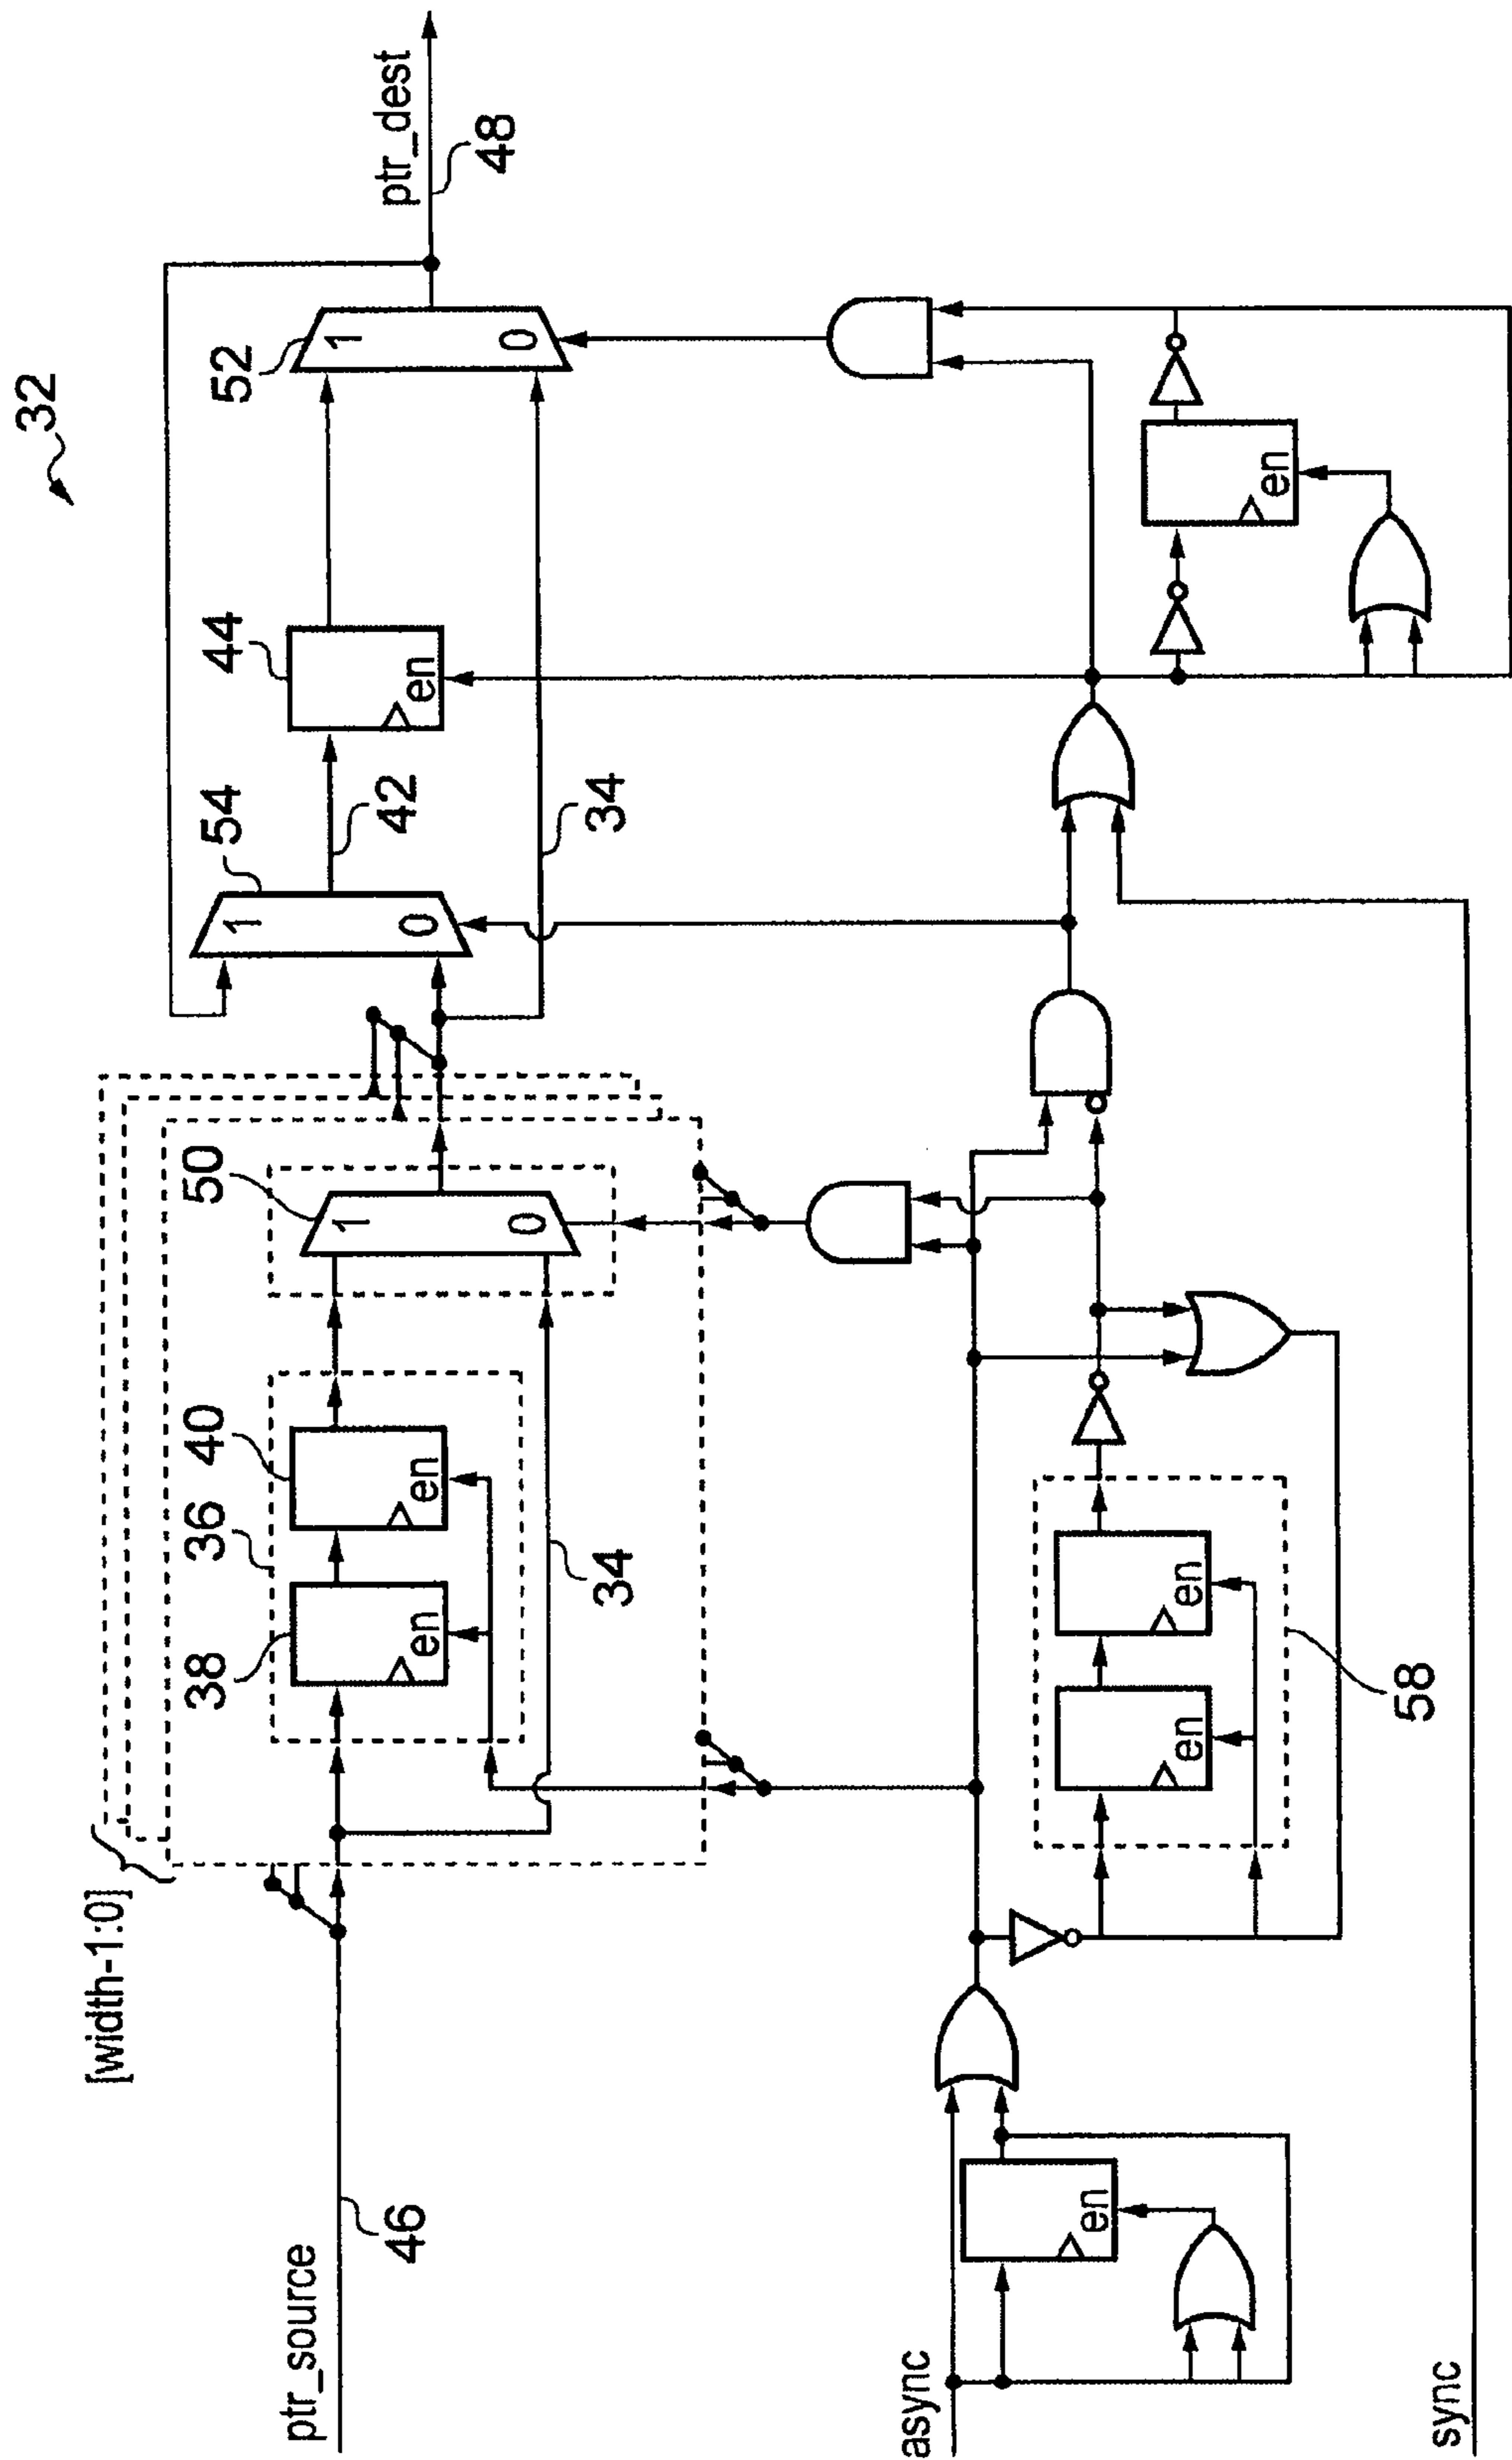 32
[width-1:0]
ptr_source
46
38
en
36
40
en
34
50
1
0
54
1
0
42
44
en
34
52
1
0
ptr_dest
48
async
en
en
en
58
en
sync